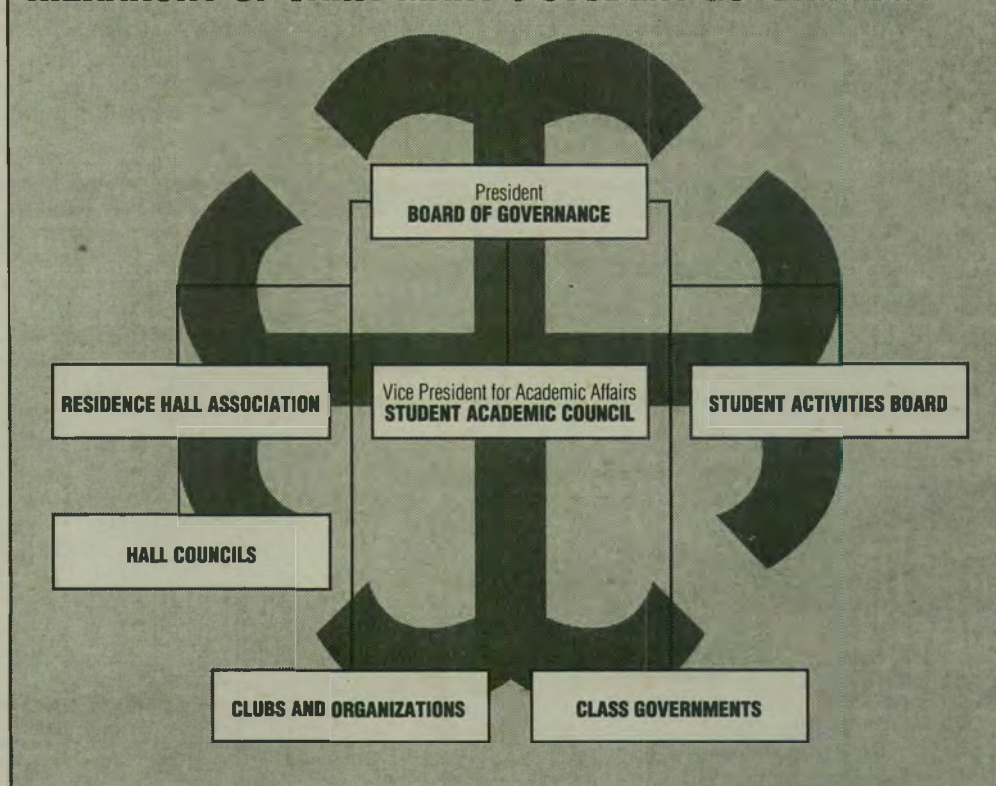 President
BOARD OF GOVERNANCE
RESIDENCE HALL ASSOCIATION
Vice President for Academic Affairs
STUDENT ACADEMIC COUNCIL
STUDENT ACTIVITIES BOARD
HALL COUNCILS
CLUBS AND ORGANIZATIONS
CLASS GOVERNMENTS